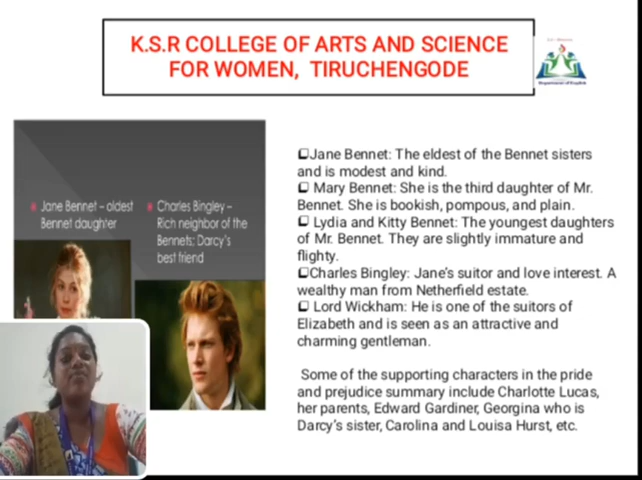 K.S.R COLLEGE OF ARTS AND SCIENCE
FOR WOMEN, TIRUCHENGODE
Department of English
Jane Bennet – oldest
Bennet daughter
Charles Bingley –
Rich neighbor of the
Bennets; Darcy's
best friend
❑Jane Bennet: The eldest of the Bennet sisters
and is modest and kind.
❑ Mary Bennet: She is the third daughter of Mr.
Bennet. She is bookish, pompous, and plain.
❑ Lydia and Kitty Bennet: The youngest daughters
of Mr. Bennet. They are slightly immature and
flighty.
❑Charles Bingley: Jane's suitor and love interest. A
wealthy man from Netherfield estate.
❑ Lord Wickham: He is one of the suitors of
Elizabeth and is seen as an attractive and
charming gentleman.
Some of the supporting characters in the pride
and prejudice summary include Charlotte Lucas,
her parents, Edward Gardiner, Georgina who is
Darcy's sister, Carolina and Louisa Hurst, etc.